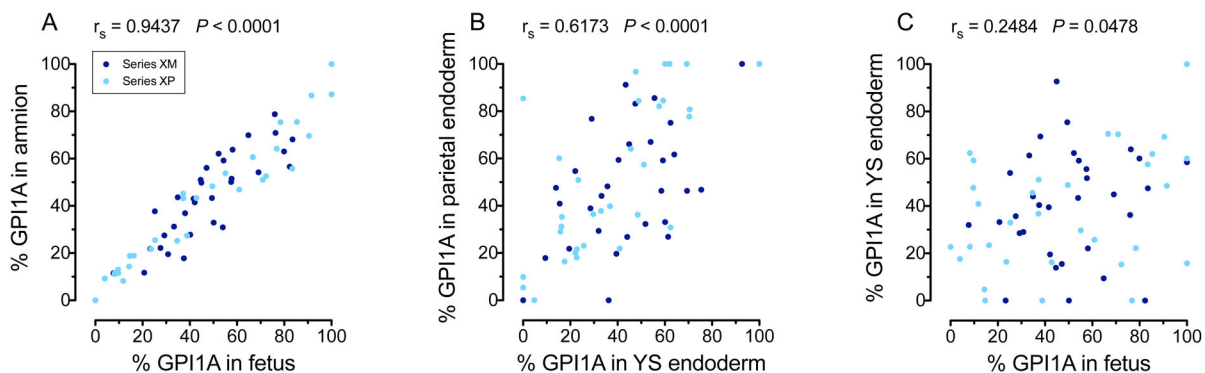 A
r_s = 0.9437 P < 0.0001
Series XM
Series XP
% GPI1A in amnion
100
80
60
40
20
0
0 20 40 60 80 100
% GPI1A in fetus
B
r_s = 0.6173 P < 0.0001
% GPI1A in parietal endoderm
100
80
60
40
20
0
0 20 40 60 80 100
% GPI1A in YS endoderm
C
r_s = 0.2484 P = 0.0478
% GPI1A in YS endoderm
100
80
60
40
20
0
0 20 40 60 80 100
% GPI1A in fetus